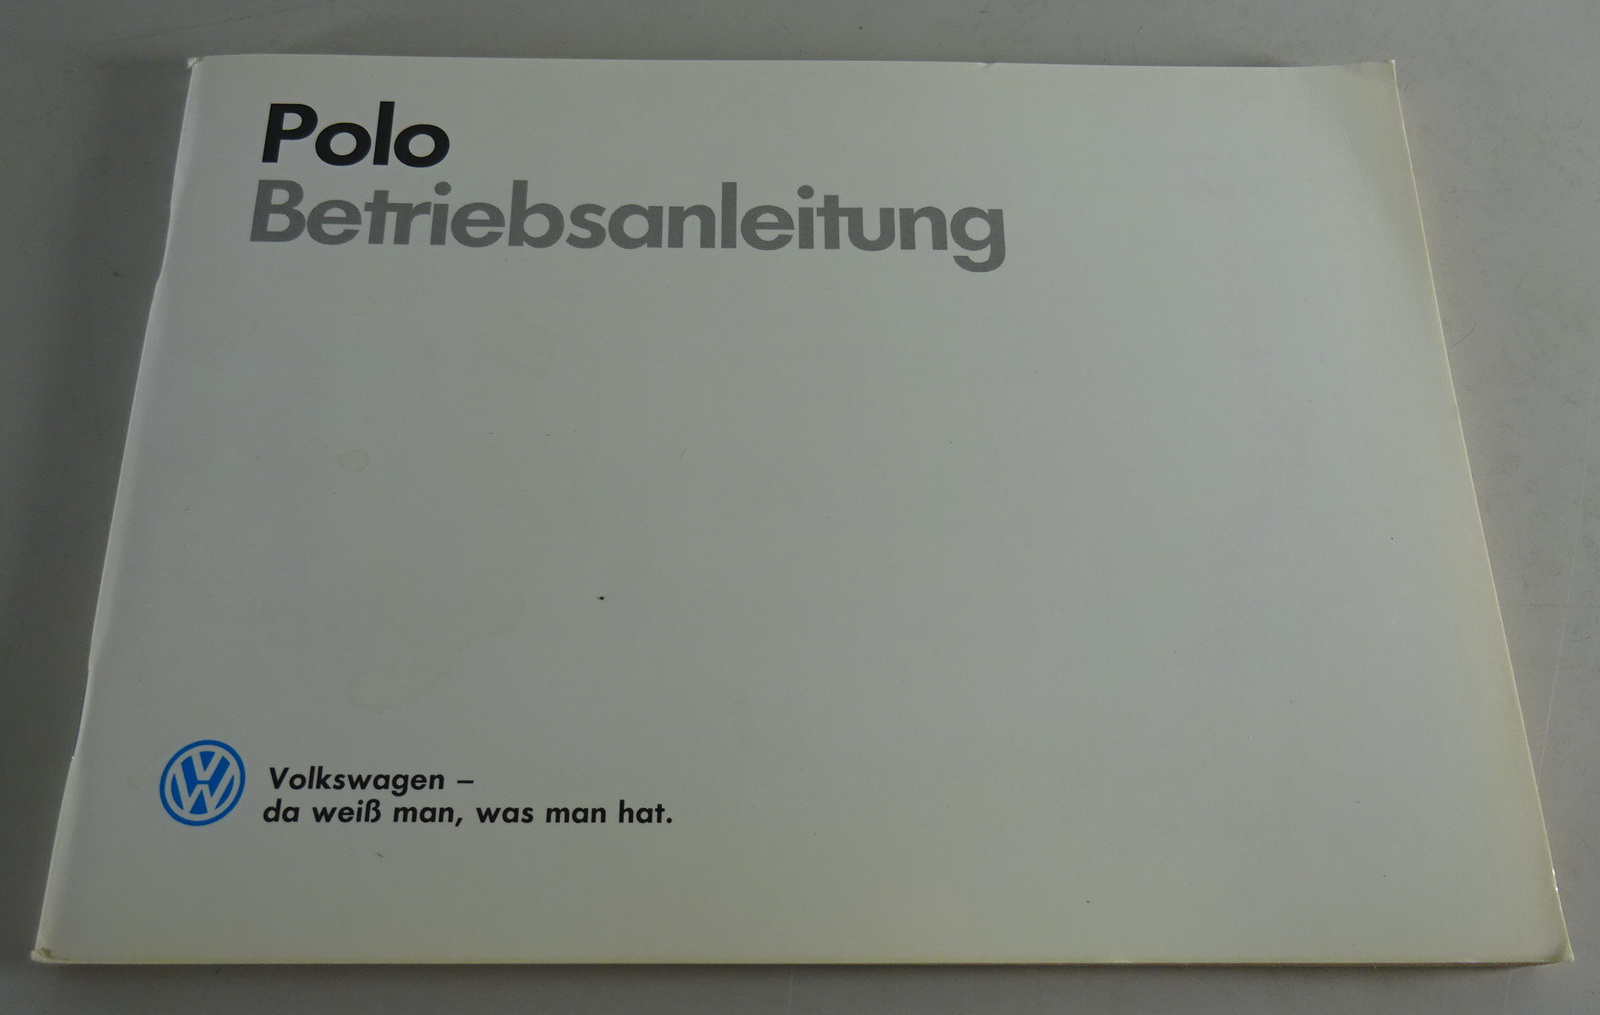 Polo
Betriebsanleitung
Volkswagen –
da weiß man, was man hat.